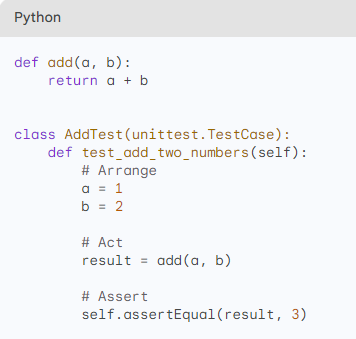 Python
def add(a, b):
    return a + b
class AddTest(unittest.TestCase):
    def test_add_two_numbers(self):
        # Arrange
        a = 1
        b = 2
        # Act
        result = add(a, b)
        # Assert
        self.assertEqual(result, 3)